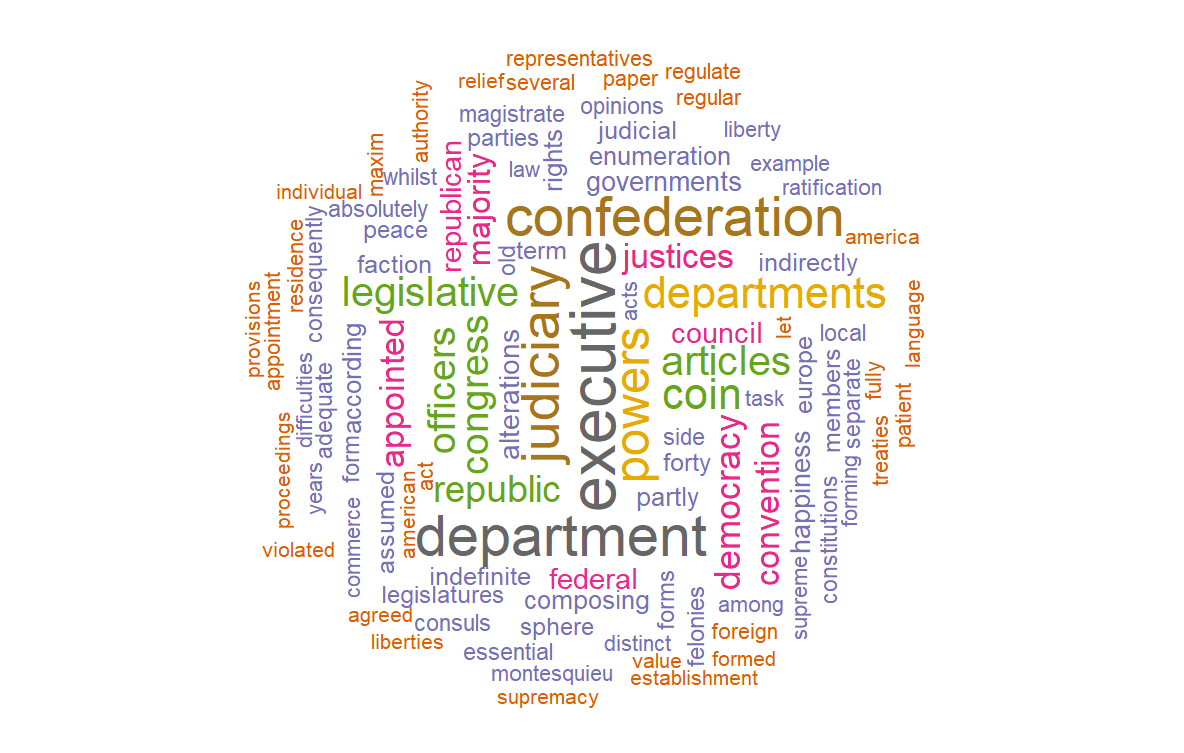 representatives
relief several paper regulate
regular
authority
magistrate opinions
parties judicial liberty
maxim
republican
majority
law rights
enumeration example
whilst governments ratification
individual
absolutely confederation
peace america
residence
consequently
old term justices indirectly
faction
legislative departments
acts
provisions
appointment
judiciary
executive
council let local language
appointed
officers
congress
alterations
powers
articles europe
coin task
members
separate
fully
patient
difficulties
adequate
form according
side
forty
democracy
convention
happiness
treaties
proceedings
years
act
republic partly
commerce
assumed
american
department
supreme
constitutions
forming
violated
indefinite federal
legislatures composing forms
felonies
among
agreed consuls sphere foreign
liberties essential distinct
value formed
montesquieu establishment
supremacy